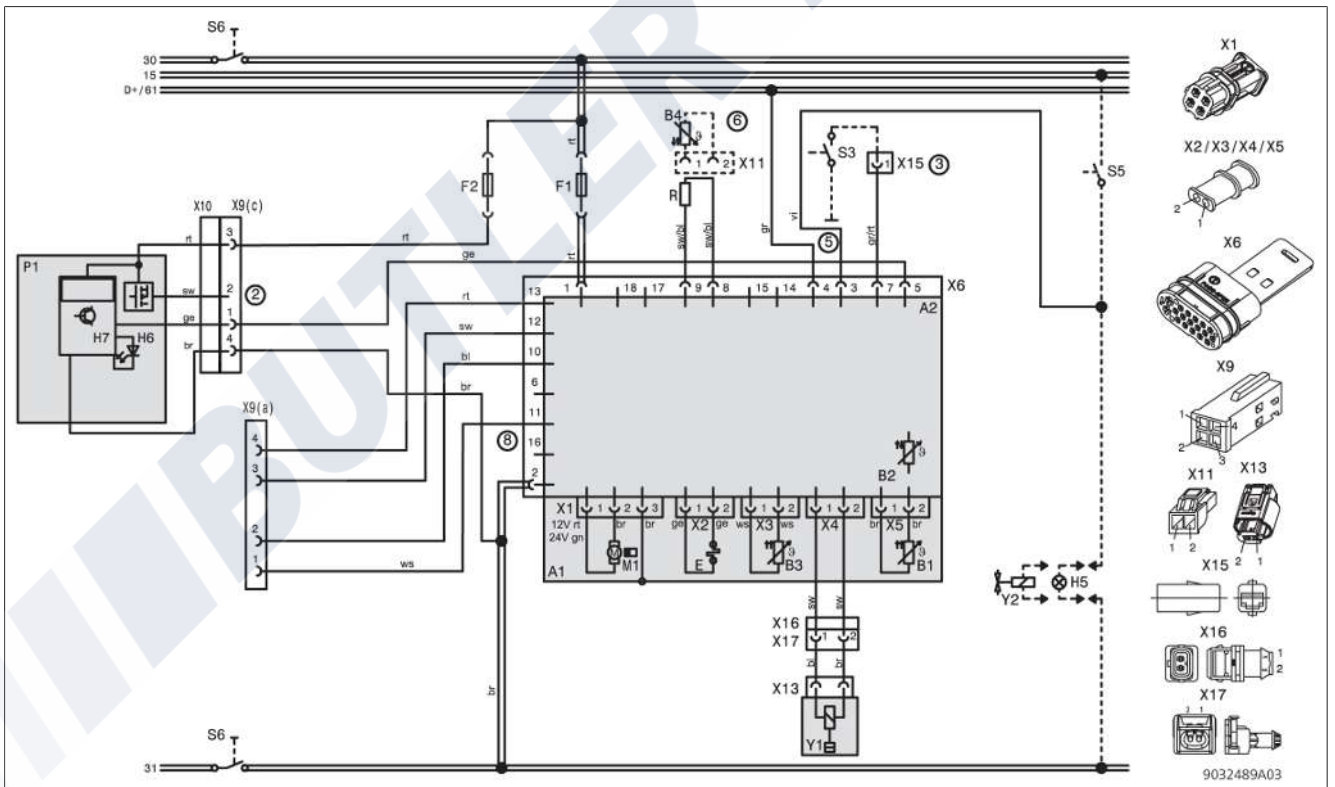 S6
30
15
D+/61
B4
ϑ
6
1 2 X11
S3
1 X15 3
S5
F2
rt
F1
R
gr
vi
5
gr/rt
sw/bl
sw/bl
X10 X9(c)
rt 3 rt
P1
sw 2 2
ge 1 ge
H7 H6
br 4 br
rt
1 18 17 9 8 15 14 4 3 7 5 X6
13 rt
A2
12 sw
10 bl
6
11
16
8
2
X9(a)
4
3
2
1 ws
B2
X1 1 2 3
1 X2 2
1 X3 2
1 X4 2
1 X5 2
12V rt
24V gn
br br ge ge ws ws br br
M
M1
E
B3
ϑ
B1
ϑ
A1
sw sw
X16
X17 1 2
bl br
X13
Y1
br
Y2
H5
S6
31
X1
X2/X3/X4/X5
2
1
X6
X9
1
4
2
3
X11 X13
1 2 2 1
X15
X16
1
2
X17
2 1
9032489A03
BUTLER